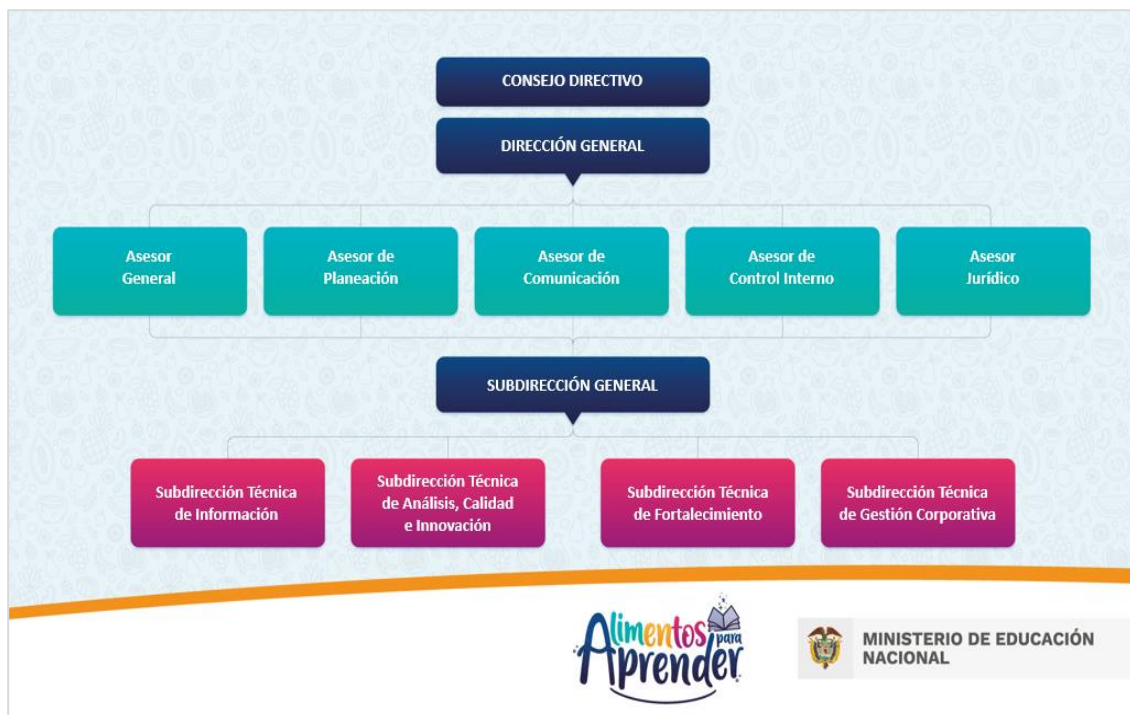 CONSEJO DIRECTIVO
DIRECCIÓN GENERAL
Asesor
General
Asesor de
Planeación
Asesor de
Comunicación
Asesor de
Control Interno
Asesor
Jurídico
SUBDIRECCIÓN GENERAL
Subdirección Técnica
de Información
Subdirección Técnica
de Análisis, Calidad
e Innovación
Subdirección Técnica
de Fortalecimiento
Subdirección Técnica
de Gestión Corporativa
Alimentos para
Aprender
MINISTERIO DE EDUCACIÓN
NACIONAL